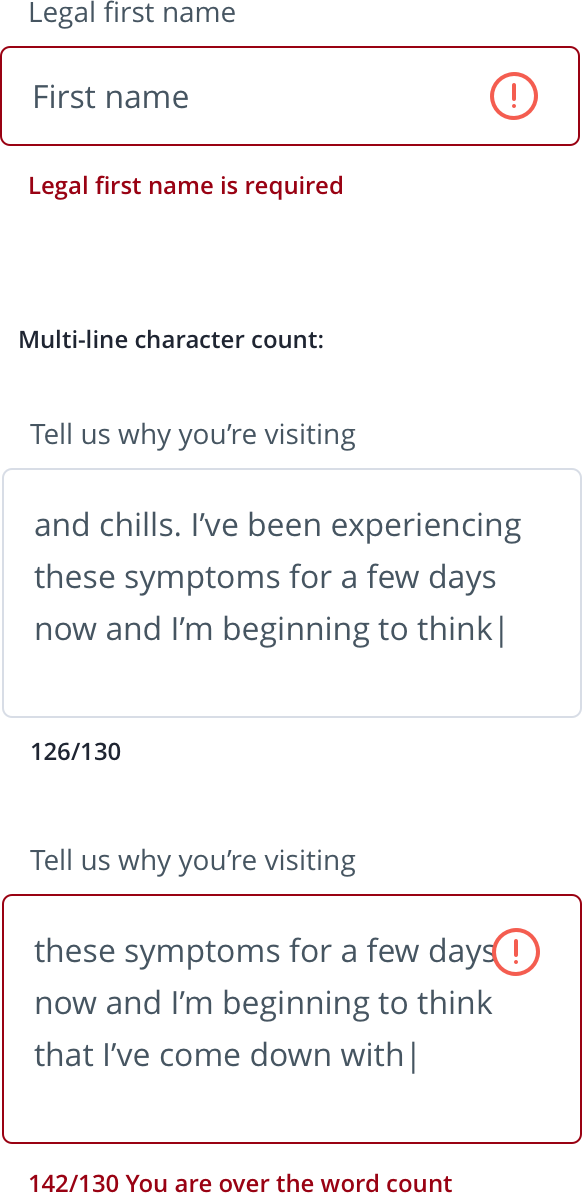 Legal first name
First name
Legal first name is required
Multi-line character count:
Tell us why you’re visiting
and chills. I’ve been experiencing
these symptoms for a few days
now and I’m beginning to think
126/130
Tell us why you’re visiting
these symptoms for a few days
now and I’m beginning to think
that I’ve come down with
142/130 You are over the word count